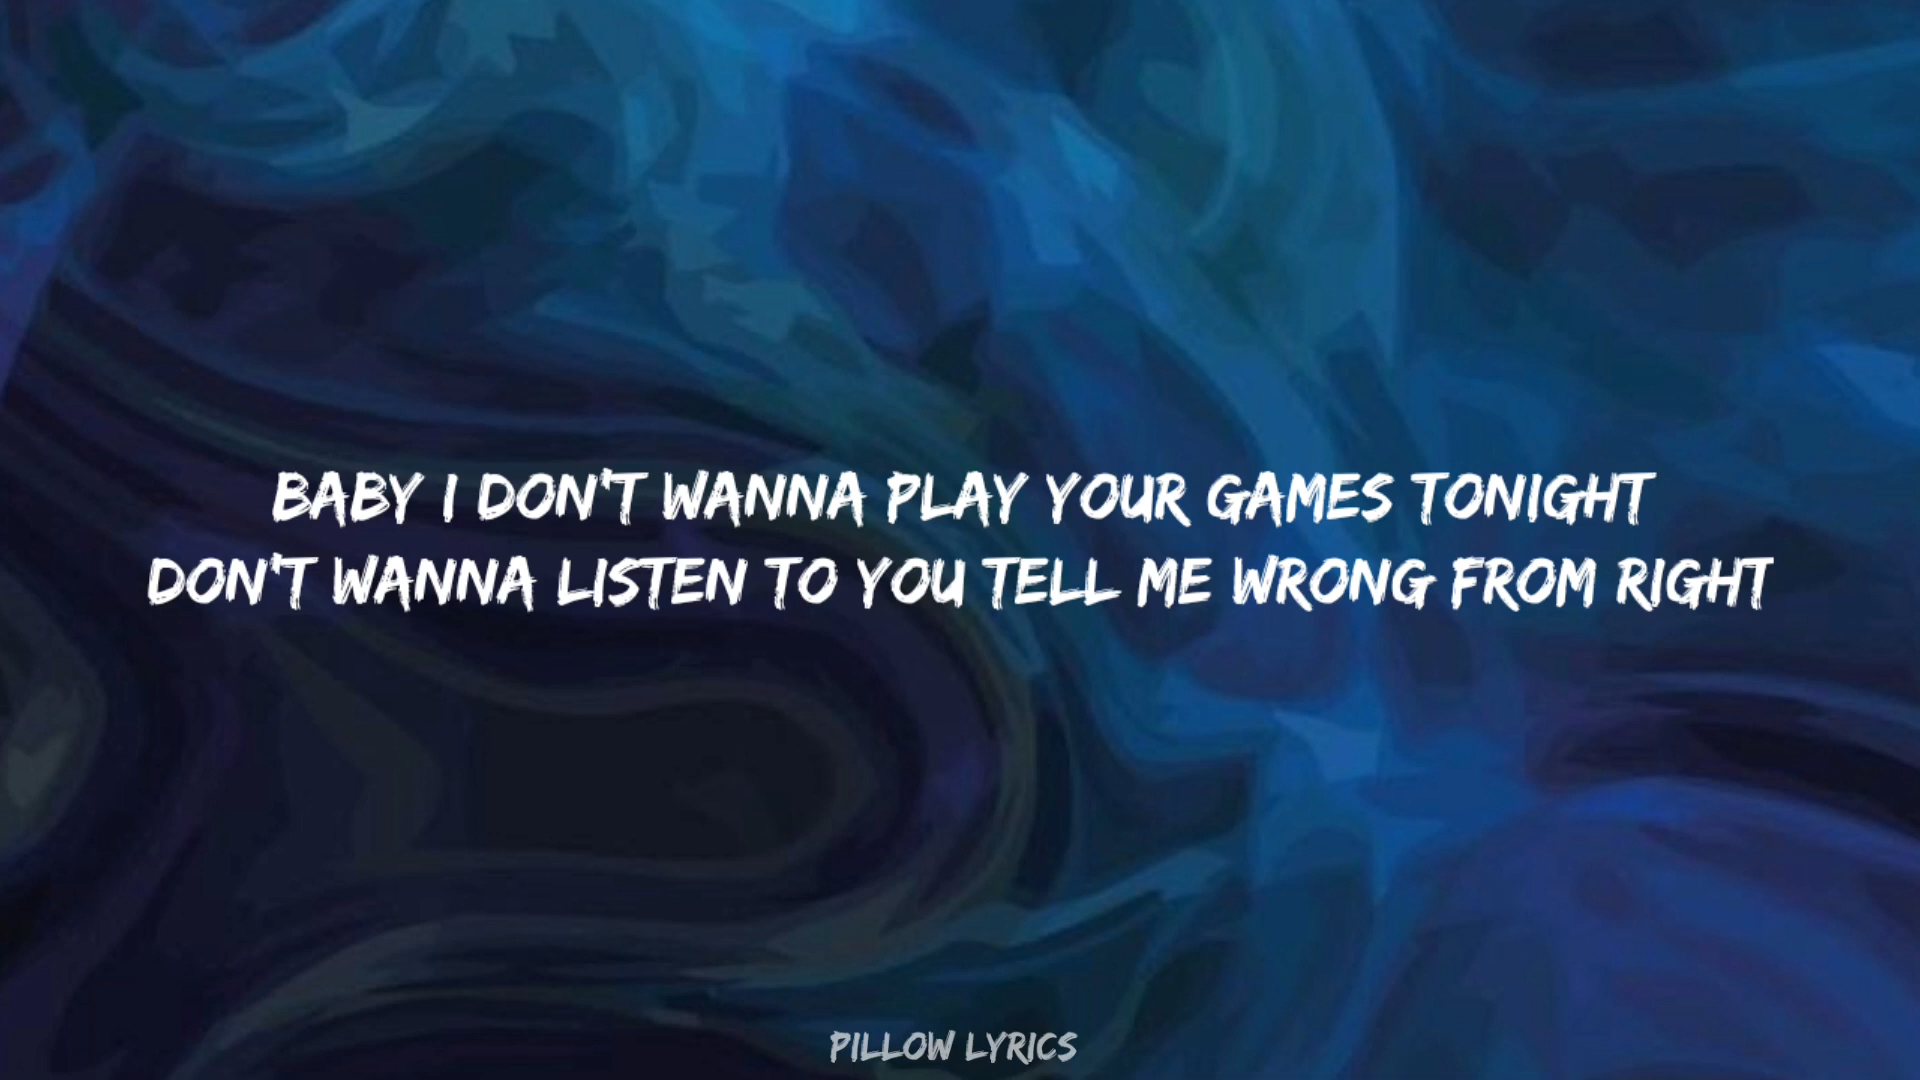 BABY I DON'T WANNA PLAY YOUR GAMES TONIGHT
DON'T WANNA LISTEN TO YOU TELL ME WRONG FROM RIGHT
PILLOW LYRICS